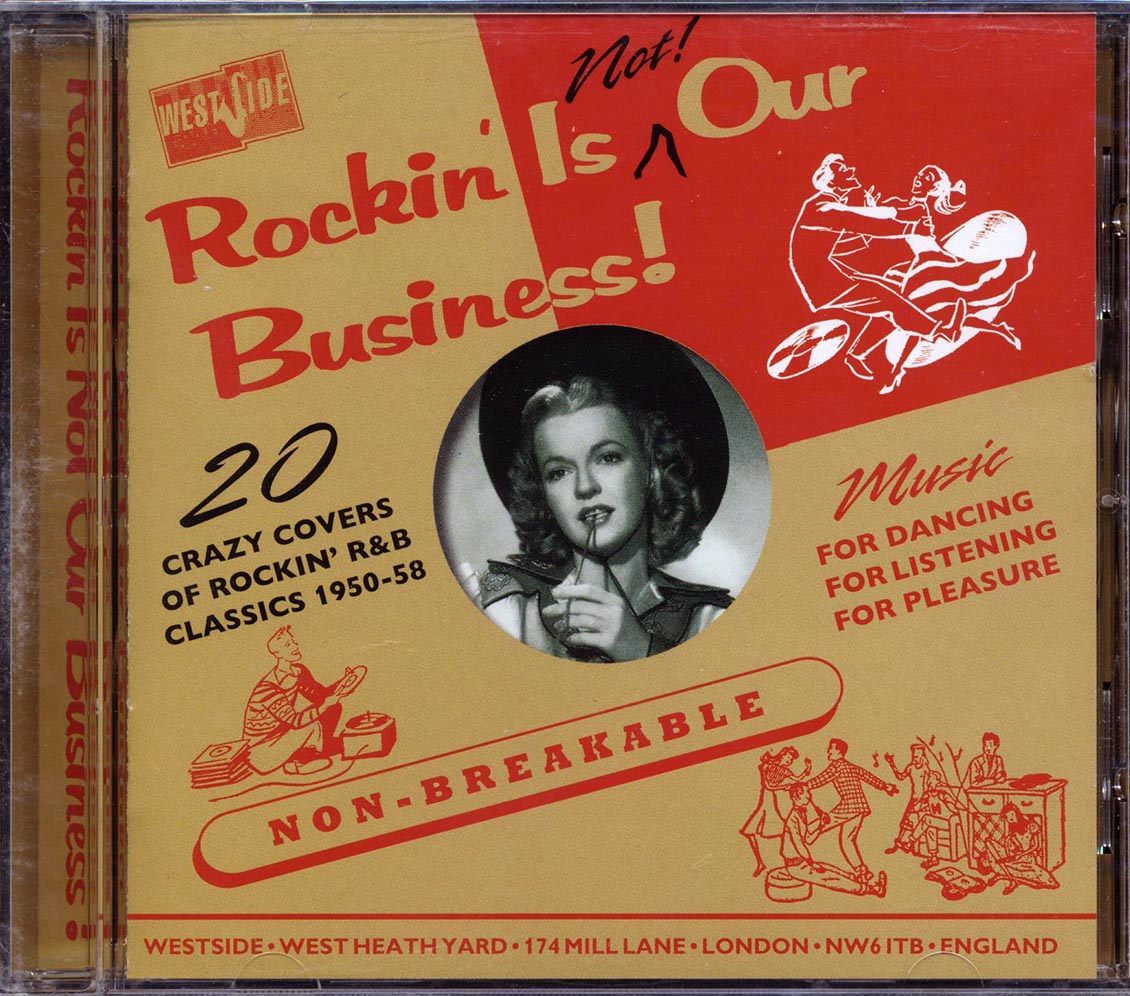 WESTSIDE
Not!
Rockin' Is ^ Our
Business!
20
CRAZY COVERS
OF ROCKIN' R&B
CLASSICS 1950-58
Music
FOR DANCING
FOR LISTENING
FOR PLEASURE
NON-BREAKABLE
WESTSIDE • WEST HEATH YARD • 174 MILL LANE • LONDON • NW6 1TB • ENGLAND
Rockin' Is Not Our Business!